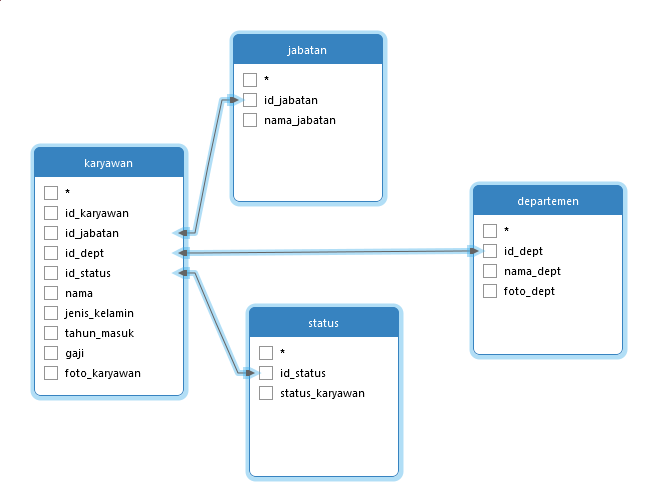 jabatan
*
id_jabatan
nama_jabatan
karyawan
*
id_karyawan
id_jabatan
id_dept
id_status
nama
jenis_kelamin
tahun_masuk
gaji
foto_karyawan
departemen
*
id_dept
nama_dept
foto_dept
status
*
id_status
status_karyawan